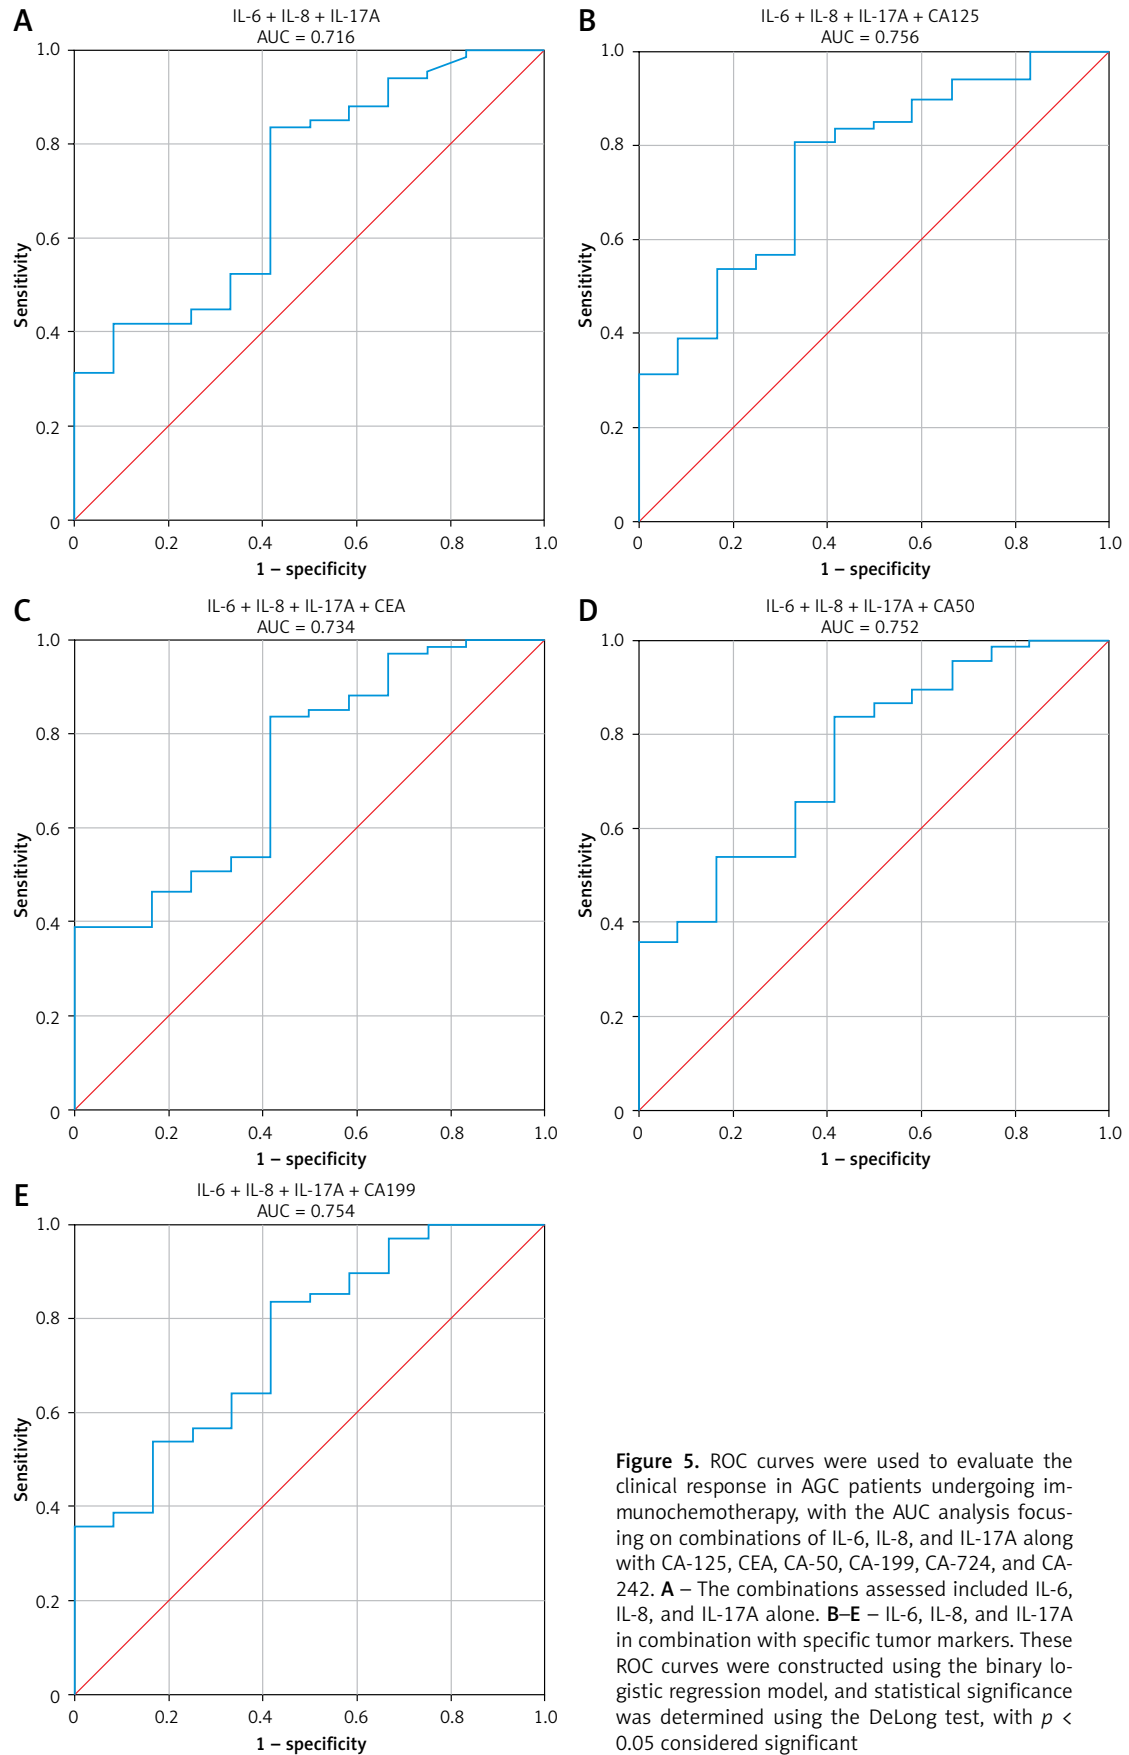 A
IL-6 + IL-8 + IL-17A
AUC = 0.716
1.0
0.8
0.6
0.4
0.2
0
Sensitivity
0 0.2 0.4 0.6 0.8 1.0
1 – specificity
B
IL-6 + IL-8 + IL-17A + CA125
AUC = 0.756
1.0
0.8
0.6
0.4
0.2
0
Sensitivity
0 0.2 0.4 0.6 0.8 1.0
1 – specificity
C
IL-6 + IL-8 + IL-17A + CEA
AUC = 0.734
1.0
0.8
0.6
0.4
0.2
0
Sensitivity
0 0.2 0.4 0.6 0.8 1.0
1 – specificity
D
IL-6 + IL-8 + IL-17A + CA50
AUC = 0.752
1.0
0.8
0.6
0.4
0.2
0
Sensitivity
0 0.2 0.4 0.6 0.8 1.0
1 – specificity
E
IL-6 + IL-8 + IL-17A + CA199
AUC = 0.754
1.0
0.8
0.6
0.4
0.2
0
Sensitivity
0 0.2 0.4 0.6 0.8 1.0
1 – specificity
Figure 5. ROC curves were used to evaluate the
clinical response in AGC patients undergoing im-
munochemotherapy, with the AUC analysis focus-
ing on combinations of IL-6, IL-8, and IL-17A along
with CA-125, CEA, CA-50, CA-199, CA-724, and CA-
242. A – The combinations assessed included IL-6,
IL-8, and IL-17A alone. B–E – IL-6, IL-8, and IL-17A
in combination with specific tumor markers. These
ROC curves were constructed using the binary lo-
gistic regression model, and statistical significance
was determined using the DeLong test, with p <
0.05 considered significant